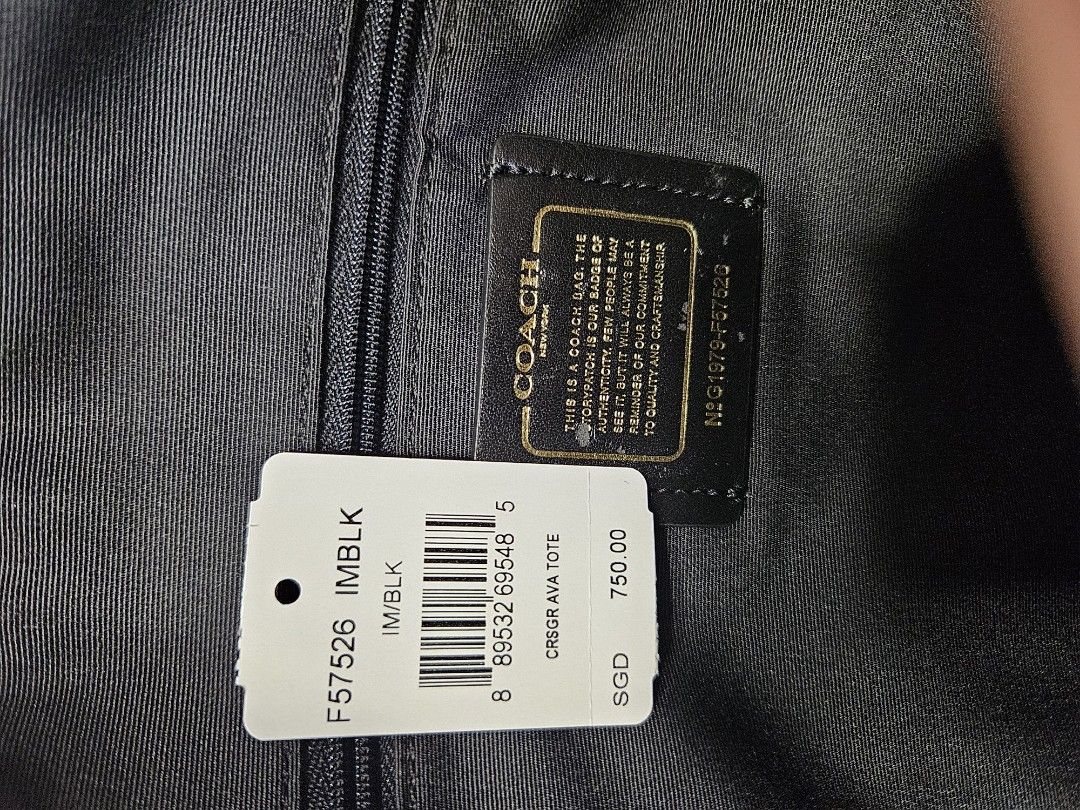 COACH
NEW YORK
THIS IS A COACH BAG. THE
STORYPATCH IS OUR BADGE OF
AUTHENTICITY. FEW PEOPLE MAY
SEE IT, BUT IT WILL ALWAYS BE A
REMINDER OF OUR COMMITMENT
TO QUALITY AND CRAFTSMANSHIP.
Nº G1979-F57526
F57526 IMBLK
IM/BLK
8 89532 69548 5
CRSGR AVA TOTE
SGD 750.00